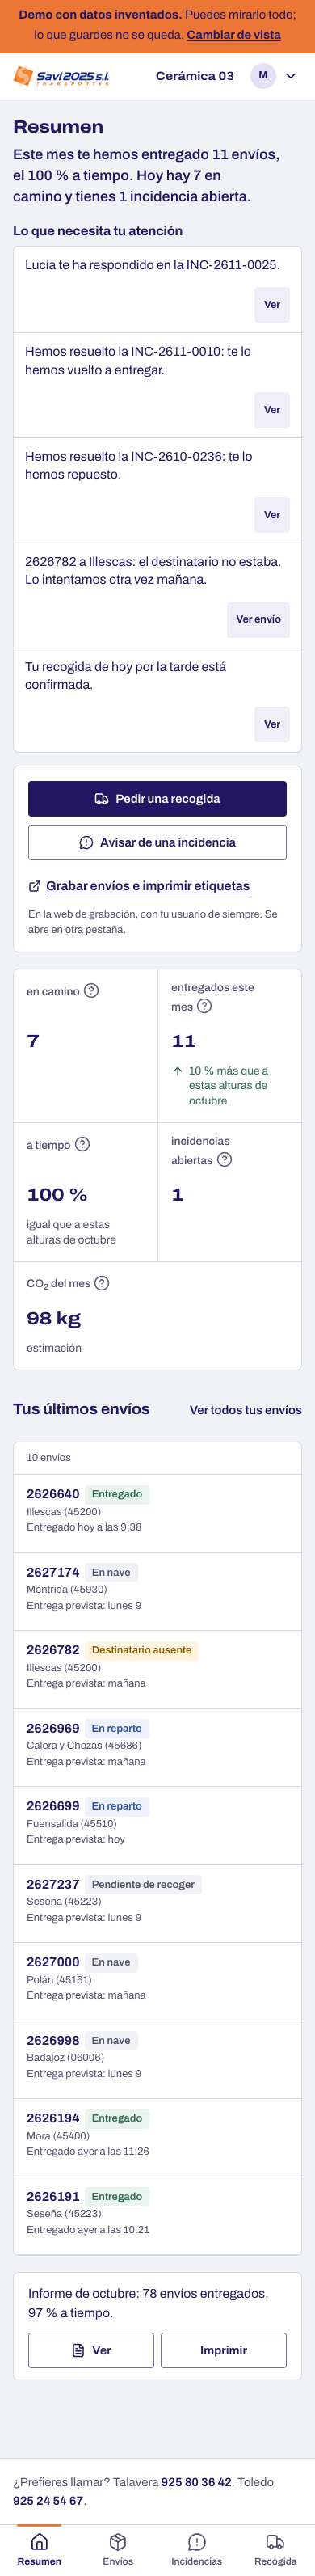 Demo con datos inventados. Puedes mirarlo todo;
lo que guardes no se queda. Cambiar de vista
Savi2025 s.l.
TRANSPORTES
Cerámica 03
M
Resumen
Este mes te hemos entregado 11 envíos,
el 100 % a tiempo. Hoy hay 7 en
camino y tienes 1 incidencia abierta.
Lo que necesita tu atención
Lucía te ha respondido en la INC-2611-0025.
Ver
Hemos resuelto la INC-2611-0010: te lo
hemos vuelto a entregar.
Ver
Hemos resuelto la INC-2610-0236: te lo
hemos repuesto.
Ver
2626782 a Illescas: el destinatario no estaba.
Lo intentamos otra vez mañana.
Ver envío
Tu recogida de hoy por la tarde está
confirmada.
Ver
Pedir una recogida
Avisar de una incidencia
Grabar envíos e imprimir etiquetas
En la web de grabación, con tu usuario de siempre. Se
abre en otra pestaña.
en camino ?
7
entregados este
mes ?
11
↑ 10 % más que a
estas alturas de
octubre
a tiempo ?
100 %
igual que a estas
alturas de octubre
incidencias
abiertas ?
1
CO₂ del mes ?
98 kg
estimación
Tus últimos envíos
Ver todos tus envíos
10 envíos
2626640 Entregado
Illescas (45200)
Entregado hoy a las 9:38
2627174 En nave
Méntrida (45930)
Entrega prevista: lunes 9
2626782 Destinatario ausente
Illescas (45200)
Entrega prevista: mañana
2626969 En reparto
Calera y Chozas (45686)
Entrega prevista: mañana
2626699 En reparto
Fuensalida (45510)
Entrega prevista: hoy
2627237 Pendiente de recoger
Seseña (45223)
Entrega prevista: lunes 9
2627000 En nave
Polán (45161)
Entrega prevista: mañana
2626998 En nave
Badajoz (06006)
Entrega prevista: lunes 9
2626194 Entregado
Mora (45400)
Entregado ayer a las 11:26
2626191 Entregado
Seseña (45223)
Entregado ayer a las 10:21
Informe de octubre: 78 envíos entregados,
97 % a tiempo.
Ver
Imprimir
¿Prefieres llamar? Talavera 925 80 36 42. Toledo
925 24 54 67.
Resumen
Envíos
Incidencias
Recogida